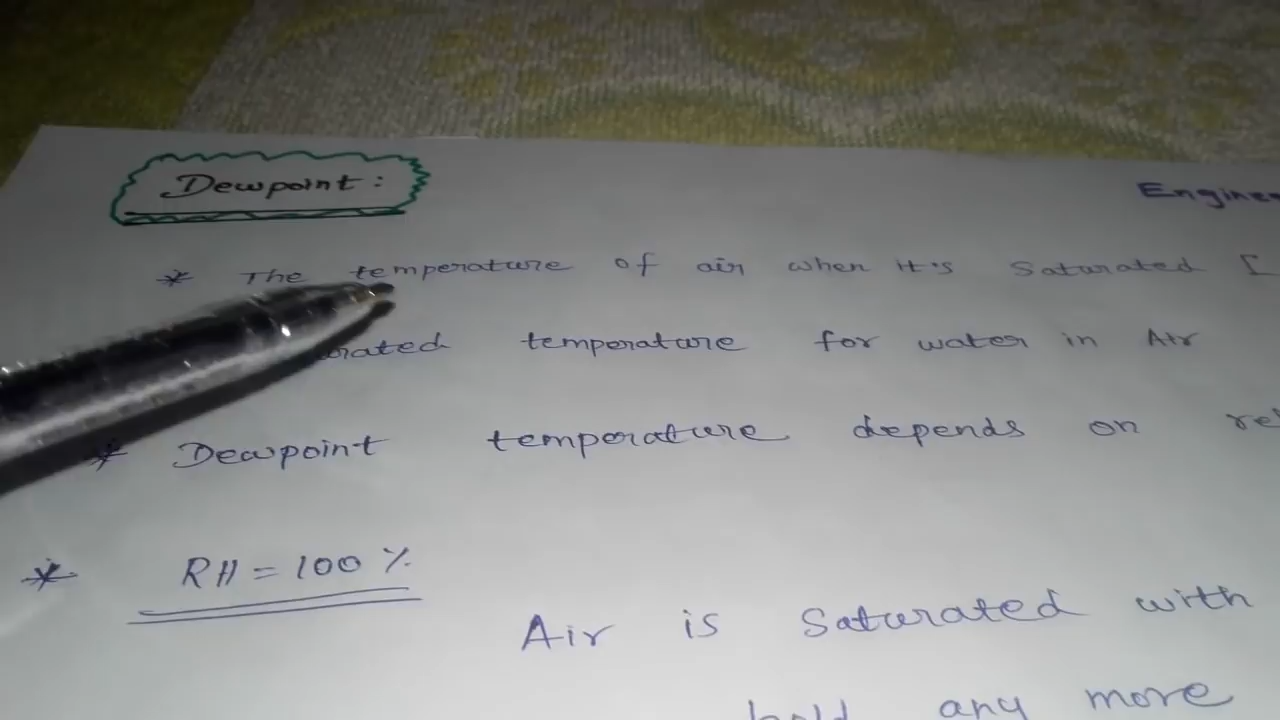 Dewpoint:
* The temperature of air when it's saturated [
temperature for water in Air
* Dewpoint temperature depends on
* RH = 100 %
Air is saturated with
any more